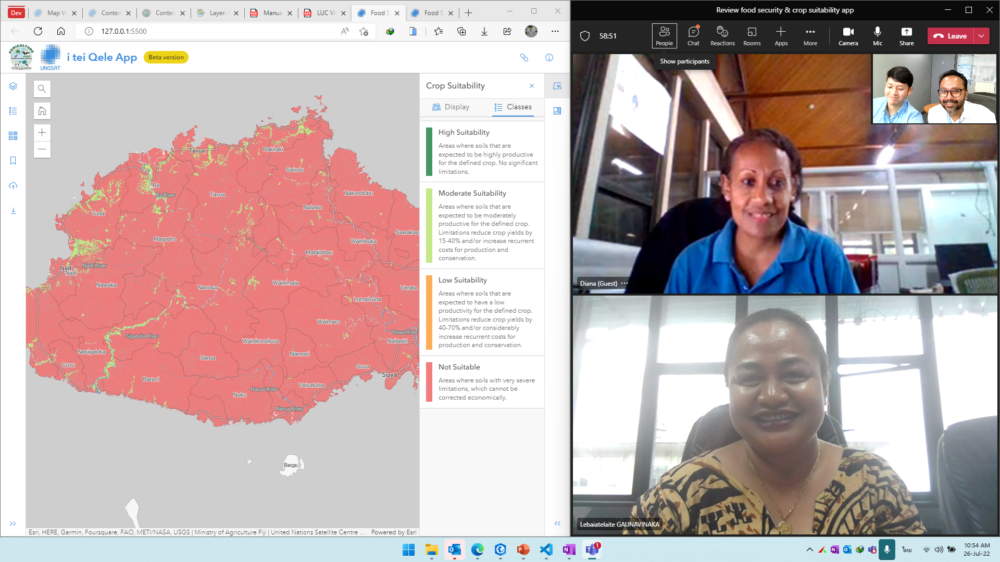 Dev
Map Vi
Conten
Conten
Layer: I
Manua
LUC Vit
Food S
Food S
127.0.0.1:5500
AGRICULTURE
UNOSAT
i tei Qele App
Beta version
Crop Suitability
Display
Classes
High Suitability
Areas where soils that are
expected to be highly productive
for the defined crop. No significant
limitations.
Moderate Suitability
Areas where soils that are
expected to be moderately
productive for the defined crop.
Limitations reduce crop yields by
15-40% and/or increase recurrent
costs for production and
conservation.
Low Suitability
Areas where soils that are
expected to have a low
productivity for the defined crop.
Limitations reduce crop yields by
40-70% and/or considerably
increase recurrent costs for
production and conservation.
Not Suitable
Areas where soils with very severe
limitations, which cannot be
corrected economically.
Tavua
Rakiraki
Saivou
Ba
Ba River
Tavua
Nakorotubu
Nalawa
Vuda
Sawakasa
Magodro
Wainibuka
Matailobau
Nadi River
Nadi
Nadi
Nawaka
Navosa
Wainimala
Verata
Lomaivuna
Waimaro
Sigatoka River
Rewa River
Wainikoroiluva
Naitasiri
Nasigatoka
Serua
Namosi
Cuvu
Suva
Suva
Baravi
Navua River
Veivatuloa
Nuku
Navua River
Beqa
Esri, HERE, Garmin, Foursquare, FAO, METI/NASA, USGS | Ministry of Agriculture Fiji | United Nations Satellite Centre ...
Powered by Esri
Review food security & crop suitability app
58:51
People
Chat
Reactions
Rooms
Apps
More
Camera
Mic
Share
Leave
Show participants
Diana (Guest) ...
Lebaiatelaite GAUNAVINAKA
1
ไทย
10:54 AM
26-Jul-22